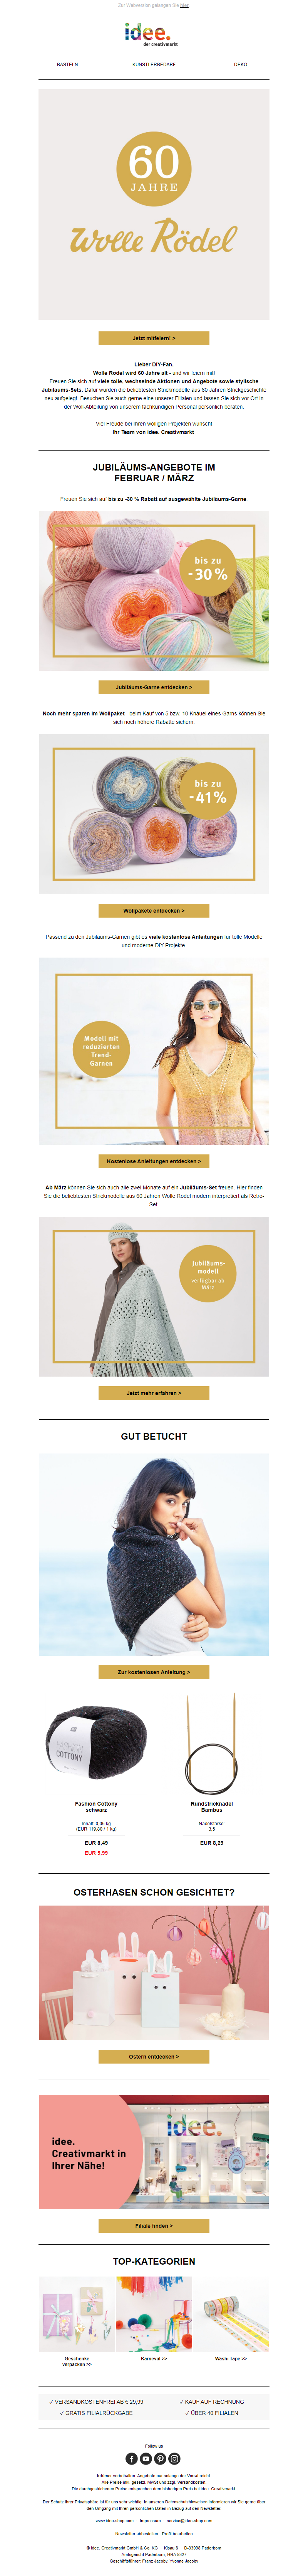 Zur Webversion gelangen Sie hier.
idee.
der creativmarkt
BASTELN KÜNSTLERBEDARF DEKO
60
JAHRE
Wolle Rödel
Jetzt mitfeiern! >
Lieber DIY-Fan,
Wolle Rödel wird 60 Jahre alt - und wir feiern mit!
Freuen Sie sich auf viele tolle, wechselnde Aktionen und Angebote sowie stylische
Jubiläums-Sets. Dafür wurden die beliebtesten Strickmodelle aus 60 Jahren Strickgeschichte
neu aufgelegt. Besuchen Sie auch gerne eine unserer Filialen und lassen Sie sich vor Ort in
der Woll-Abteilung von unserem fachkundigen Personal persönlich beraten.
Viel Freude bei Ihren wolligen Projekten wünscht
Ihr Team von idee. Creativmarkt
JUBILÄUMS-ANGEBOTE IM
FEBRUAR / MÄRZ
Freuen Sie sich auf bis zu -30 % Rabatt auf ausgewählte Jubiläums-Garne
bis zu
-30%
Jubiläums-Garne entdecken >
Noch mehr sparen im Wollpaket - beim Kauf von 5 bzw. 10 Knäuel eines Garns können Sie
sich noch höhere Rabatte sichern.
bis zu
-41%
Wollpakete entdecken >
Passend zu den Jubiläums-Garnen gibt es viele kostenlose Anleitungen für tolle Modelle
und moderne DIY-Projekte.
Modell mit
reduzierten
Trend-
Garnen
Kostenlose Anleitungen entdecken >
Ab März können Sie sich auch alle zwei Monate auf ein Jubiläums-Set freuen. Hier finden
Sie die beliebtesten Strickmodelle aus 60 Jahren Wolle Rödel modern interpretiert als Retro-
Set.
Jubiläums-
modell
verfügbar ab
März
Jetzt mehr erfahren >
GUT BETUCHT
Zur kostenlosen Anleitung >
FASHION
COTTONY
Fashion Cottony
schwarz
Rundstricknadel
Bambus
Inhalt: 0,05 kg
(EUR 119,80 / 1 kg)
Nadelstärke:
3.5
EUR 8,49
EUR 5,99
EUR 8,29
OSTERHASEN SCHON GESICHTET?
Ostern entdecken >
idee.
Creativmarkt in
Ihrer Nähe!
idee.
Filiale finden >
TOP-KATEGORIEN
Geschenke
verpacken >>
Karneval >>
Washi Tape >>
✓ VERSANDKOSTENFREI AB € 29,99 ✓ KAUF AUF RECHNUNG
✓ GRATIS FILIALRÜCKGABE ✓ ÜBER 40 FILIALEN
Follow us
Irrtümer vorbehalten. Angebote nur solange der Vorrat reicht.
Alle Preise inkl. gesetzl. MwSt und zzgl. Versandkosten.
Die durchgestrichenen Preise entsprechen dem bisherigen Preis bei idee. Creativmarkt.
Der Schutz Ihrer Privatsphäre ist für uns sehr wichtig. In unseren Datenschutzhinweisen informieren wir Sie gerne über
den Umgang mit Ihren persönlichen Daten in Bezug auf den Newsletter.
www.idee-shop.com Impressum service@idee-shop.com
Newsletter abbestellen Profil bearbeiten
© idee. Creativmarkt GmbH & Co. KG Kisau 8 D-33098 Paderborn
Amtsgericht Paderborn, HRA 5327
Geschäftsführer: Franz Jacoby, Yvonne Jacoby